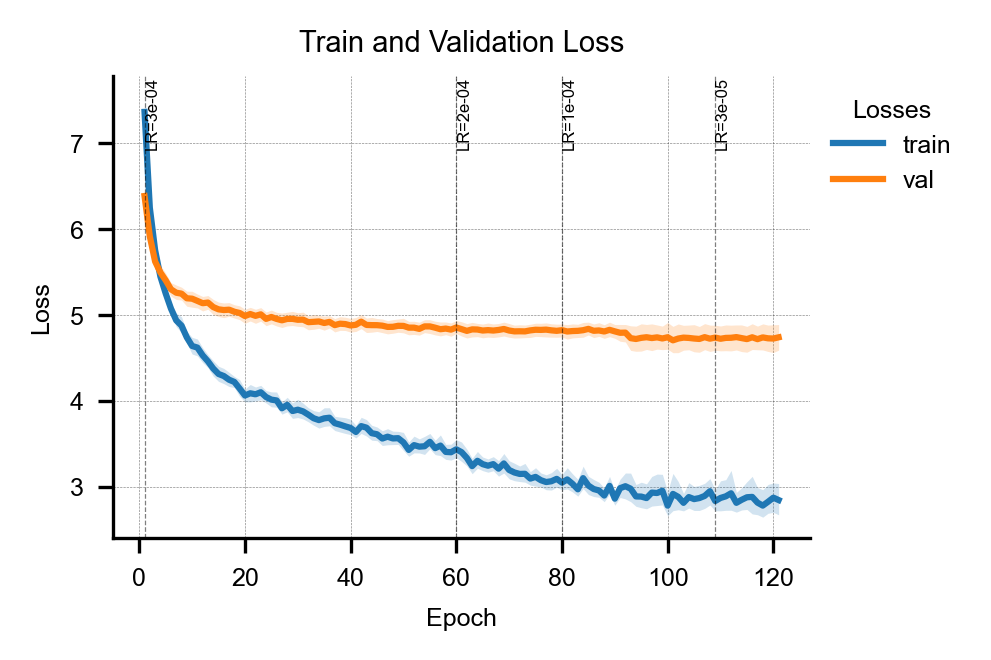 Train and Validation Loss
LR=3e-04
LR=2e-04
LR=1e-04
LR=3e-05
Losses
train
val
Loss
7
6
5
4
3
0
20
40
60
80
100
120
Epoch